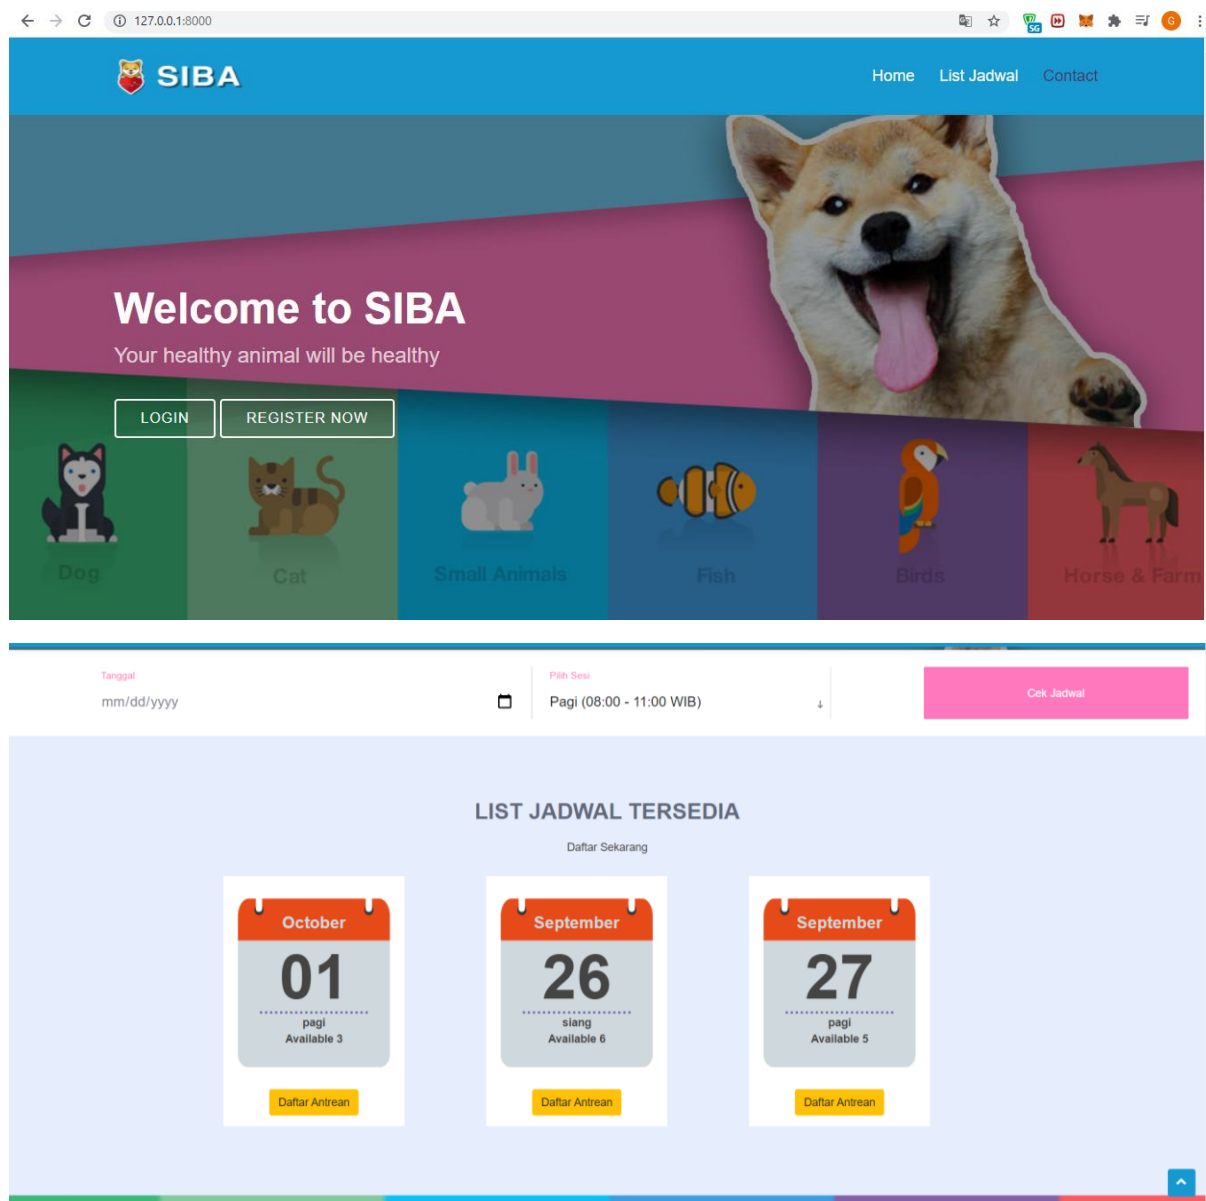 127.0.0.1:8000
SG
G
SIBA
Home List Jadwal Contact
Welcome to SIBA
Your healthy animal will be healthy
LOGIN REGISTER NOW
Dog Cat Small Animals Fish Birds Horse & Farm
Tanggal
mm/dd/yyyy
Pilih Sesi
Pagi (08:00 - 11:00 WIB)
Cek Jadwal
LIST JADWAL TERSEDIA
Daftar Sekarang
October
01
pagi
Available 3
Daftar Antrean
September
26
siang
Available 6
Daftar Antrean
September
27
pagi
Available 5
Daftar Antrean